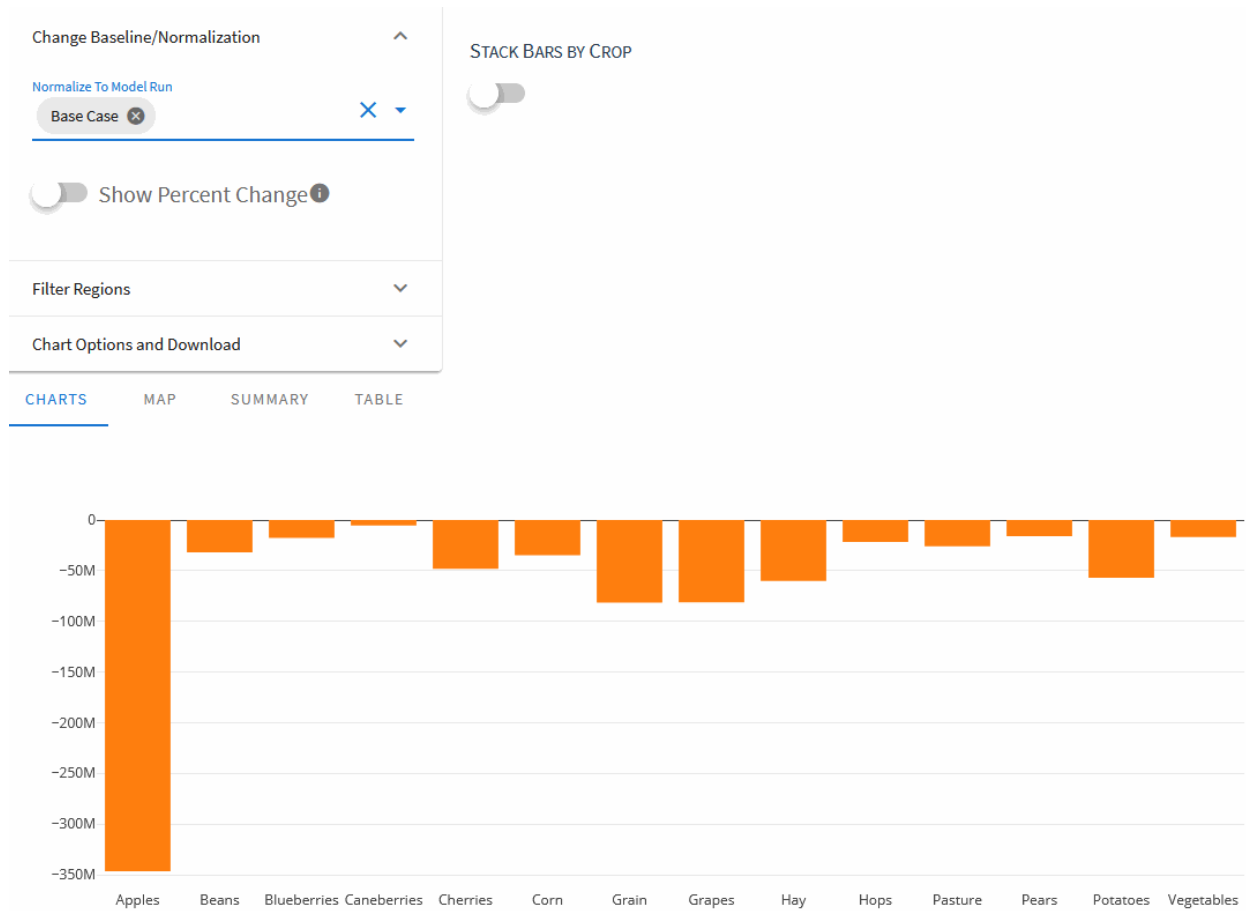 Change Baseline/Normalization
STACK BARS BY CROP
Normalize To Model Run
Base Case
Show Percent Change
Filter Regions
Chart Options and Download
CHARTS MAP SUMMARY TABLE
0
−50M
−100M
−150M
−200M
−250M
−300M
−350M
Apples Beans Blueberries Caneberries Cherries Corn Grain Grapes Hay Hops Pasture Pears Potatoes Vegetables